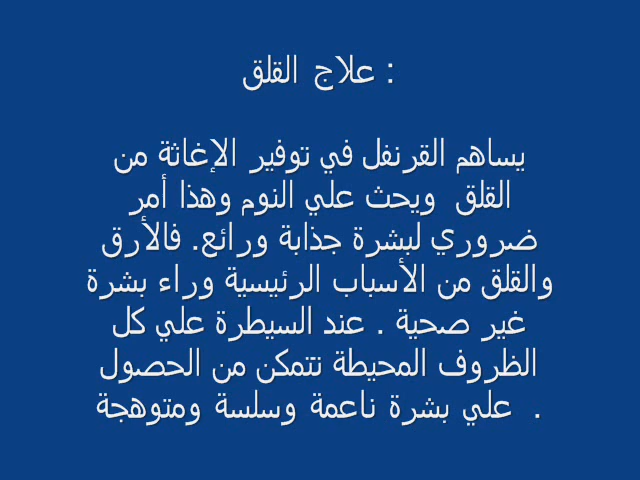 علاج القلق :
يساهم القرنفل في توفير الإغاثة من
القلق ويحث علي النوم وهذا أمر
ضروري لبشرة جذابة ورائع. فالأرق
والقلق من الأسباب الرئيسية وراء بشرة
غير صحية . عند السيطرة علي كل
الظروف المحيطة نتمكن من الحصول
علي بشرة ناعمة وسلسة ومتوهجة .